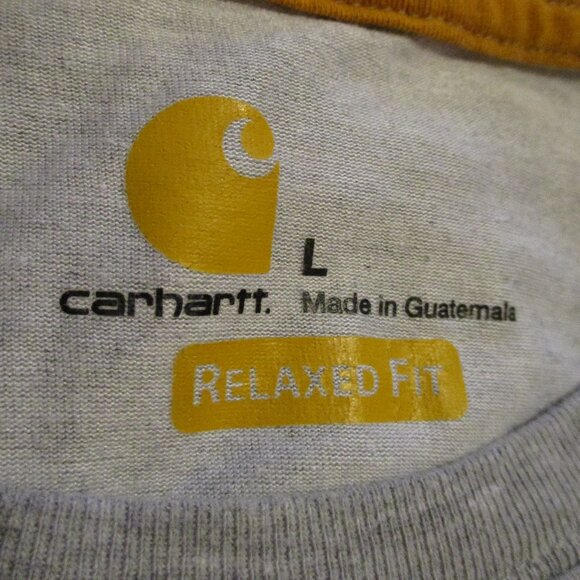 L
carhartt. Made in Guatemala
RELAXED FIT